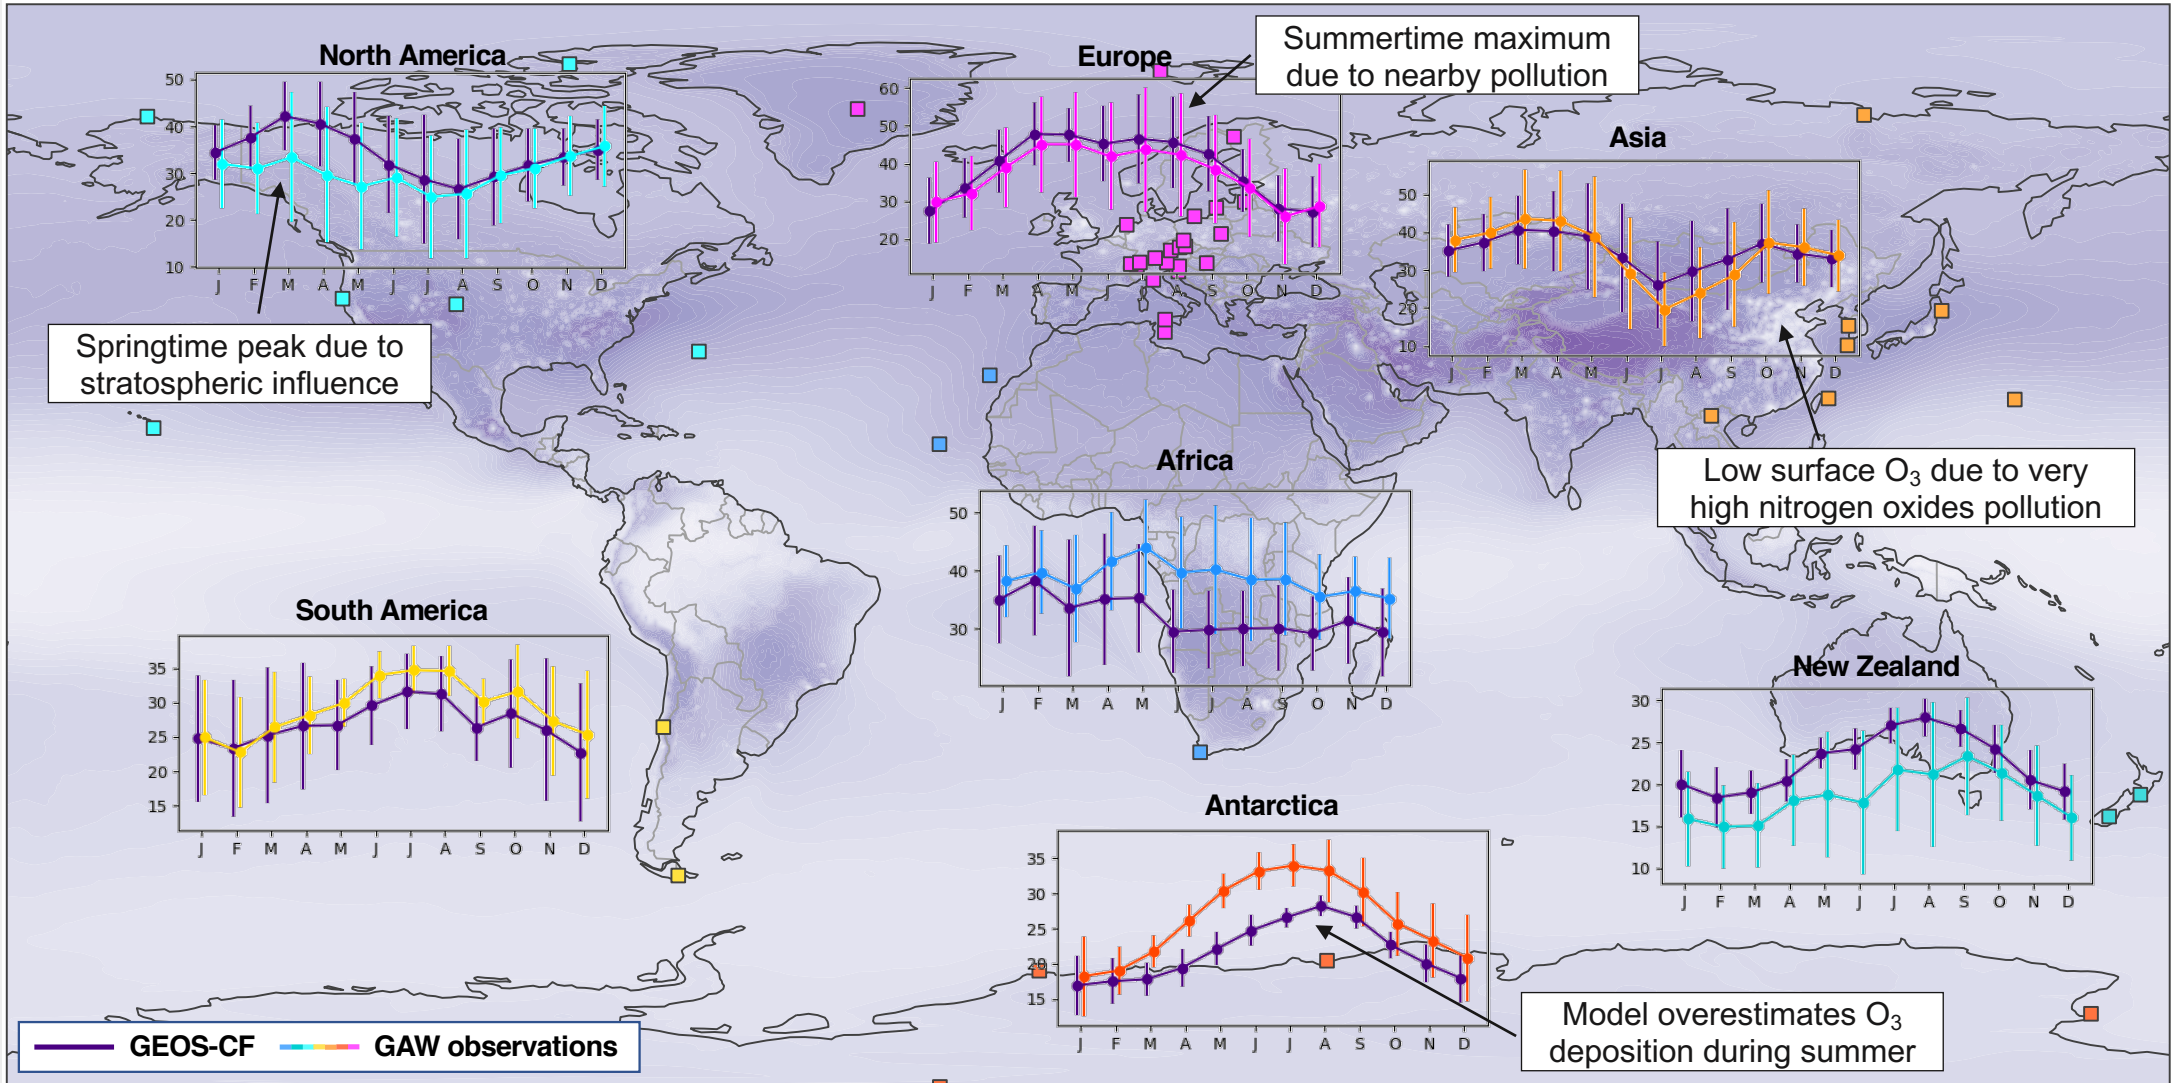 North America
50
40
30
20
10
J F M A M J J A S O N D
Springtime peak due to
stratospheric influence
Europe
60
50
40
30
20
J F M A M J J A S O N D
Summertime maximum
due to nearby pollution
Asia
50
40
30
20
10
J F M A M J J A S O N D
Low surface O₃ due to very
high nitrogen oxides pollution
Africa
50
40
30
J F M A M J J A S O N D
South America
35
30
25
20
15
J F M A M J J A S O N D
New Zealand
30
25
20
15
10
J F M A M J J A S O N D
Antarctica
35
30
25
20
15
J F M A M J J A S O N D
Model overestimates O₃
deposition during summer
GEOS-CF GAW observations